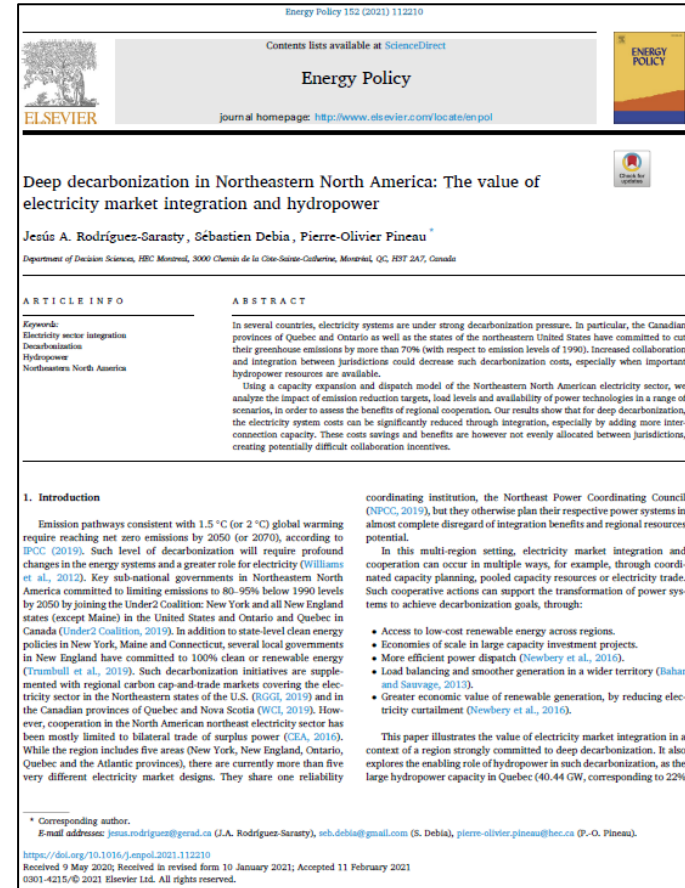 Energy Policy 152 (2021) 112210
Contents lists available at ScienceDirect
Energy Policy
journal homepage: http://www.elsevier.com/locate/enpol
ELSEVIER
ENERGY
POLICY
Check for
updates
Deep decarbonization in Northeastern North America: The value of
electricity market integration and hydropower
Jesús A. Rodríguez-Sarasty, Sébastien Debia, Pierre-Olivier Pineau *
Department of Decision Sciences, HEC Montreal, 3000 Chemin de la Cote-Sainte-Catherine, Montréal, QC, H3T 2A7, Canada
ARTICLE INFO
Keywords:
Electricity sector integration
Decarbonization
Hydropower
Northeastern North America
ABSTRACT
In several countries, electricity systems are under strong decarbonization pressure. In particular, the Canadian
provinces of Quebec and Ontario as well as the states of the northeastern United States have committed to cut
their greenhouse emissions by more than 70% (with respect to emission levels of 1990). Increased collaboration
and integration between jurisdictions could decrease such decarbonization costs, especially when important
hydropower resources are available.
Using a capacity expansion and dispatch model of the Northeastern North American electricity sector, we
analyze the impact of emission reduction targets, load levels and availability of power technologies in a range of
scenarios, in order to assess the benefits of regional cooperation. Our results show that for deep decarbonization,
the electricity system costs can be significantly reduced through integration, especially by adding more inter-
connection capacity. These costs savings and benefits are however not evenly allocated between jurisdictions,
creating potentially difficult collaboration incentives.
1. Introduction
Emission pathways consistent with 1.5 °C (or 2 °C) global warming
require reaching net zero emissions by 2050 (or 2070), according to
IPCC (2019). Such level of decarbonization will require profound
changes in the energy systems and a greater role for electricity (Williams
et al., 2012). Key sub-national governments in Northeastern North
America committed to limiting emissions to 80–95% below 1990 levels
by 2050 by joining the Under2 Coalition: New York and all New England
states (except Maine) in the United States and Ontario and Quebec in
Canada (Under2 Coalition, 2019). In addition to state-level clean energy
policies in New York, Maine and Connecticut, several local governments
in New England have committed to 100% clean or renewable energy
(Trumbull et al., 2019). Such decarbonization initiatives are supple-
mented with regional carbon cap-and-trade markets covering the elec-
tricity sector in the Northeastern states of the U.S. (RGGI, 2019) and in
the Canadian provinces of Quebec and Nova Scotia (WCI, 2019). How-
ever, cooperation in the North American northeast electricity sector has
been mostly limited to bilateral trade of surplus power (CEA, 2016).
While the region includes five areas (New York, New England, Ontario,
Quebec and the Atlantic provinces), there are currently more than five
very different electricity market designs. They share one reliability
coordinating institution, the Northeast Power Coordinating Council
(NPCC, 2019), but they otherwise plan their respective power systems in
almost complete disregard of integration benefits and regional resources
potential.
In this multi-region setting, electricity market integration and
cooperation can occur in multiple ways, for example, through coordi-
nated capacity planning, pooled capacity resources or electricity trade.
Such cooperative actions can support the transformation of power sys-
tems to achieve decarbonization goals, through:
• Access to low-cost renewable energy across regions.
• Economies of scale in large capacity investment projects.
• More efficient power dispatch (Newbery et al., 2016).
• Load balancing and smoother generation in a wider territory (Bahar
and Sauvage, 2013).
• Greater economic value of renewable generation, by reducing elec-
tricity curtailment (Newbery et al., 2016).
This paper illustrates the value of electricity market integration in a
context of a region strongly committed to deep decarbonization. It also
explores the enabling role of hydropower in such decarbonization, as the
large hydropower capacity in Quebec (40.44 GW, corresponding to 22%
* Corresponding author.
E-mail addresses: jesus.rodriguez@gerad.ca (J.A. Rodríguez-Sarasty), seb.debia@gmail.com (S. Debia), pierre-olivier.pineau@hec.ca (P.-O. Pineau).
https://doi.org/10.1016/j.enpol.2021.112210
Received 9 May 2020; Received in revised form 10 January 2021; Accepted 11 February 2021
0301-4215/© 2021 Elsevier Ltd. All rights reserved.